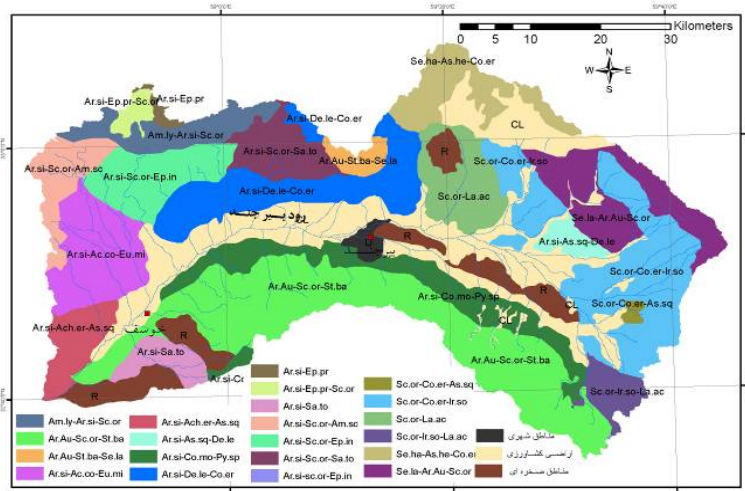 59°0'0"E
Kilometers
0 5 10 20 30
N
W E
S
Se.ha-As.he-Co.er
Ar.si-Ep.pr-Sc.or
Ar.si-Ep.pr
Ar.si-De.le-Co.er
Am.ly-Ar.si-Sc.or
CL
R
Sc.or-Co.er-Ir.so
Ar.si-Sc.or-Am.sc
Ar.si-Sc.or-Ep.in
Ar.si-Sc.or-Sa.to
Ar.Au-St.ba-Se.la
Ar.si-De.le-Co.er
Sc.or-La.ac
Se.la-Ar.Au-Sc.or
رود بیرجند
Ar.si-Ac.co-Eu.mi
Ar.si-As.sq-De.le
R
بیرجند
Ar.Au-Sc.or-St.ba
Ar.si-Co.mo-Py.sp
R
CL
Sc.or-Co.er-Ir.so
Sc.or-Co.er-As.sq
CL
Ar.si-Ach.er-As.sq
خوسف
R
Ar.si-Sa.to
Ar.Au-Sc.or-St.ba
R
Ar.si-Co
Sc.or-Ir.so-La.ac
Ar.si-Ep.pr
Ar.si-Ep.pr-Sc.or
Ar.si-Sa.to
Ar.si-Sc.or-Am.sc
Ar.si-Sc.or-Ep.in
Ar.si-Sc.or-Sa.to
Ar.si-sc.or-Ep.in
Am.ly-Ar.si-Sc.or
Ar.Au-Sc.or-St.ba
Ar.Au-St.ba-Se.la
Ar.si-Ac.co-Eu.mi
Ar.si-Ach.er-As.sq
Ar.si-As.sq-De.le
Ar.si-Co.mo-Py.sp
Ar.si-De.le-Co.er
Sc.or-Co.er-As.sq
Sc.or-Co.er-Ir.so
Sc.or-La.ac
Sc.or-Ir.so-La.ac
Se.ha-As.he-Co.er
Se.la-Ar.Au-Sc.or
مناطق شهری
اراضی کشاورزی
مناطق صخره ای